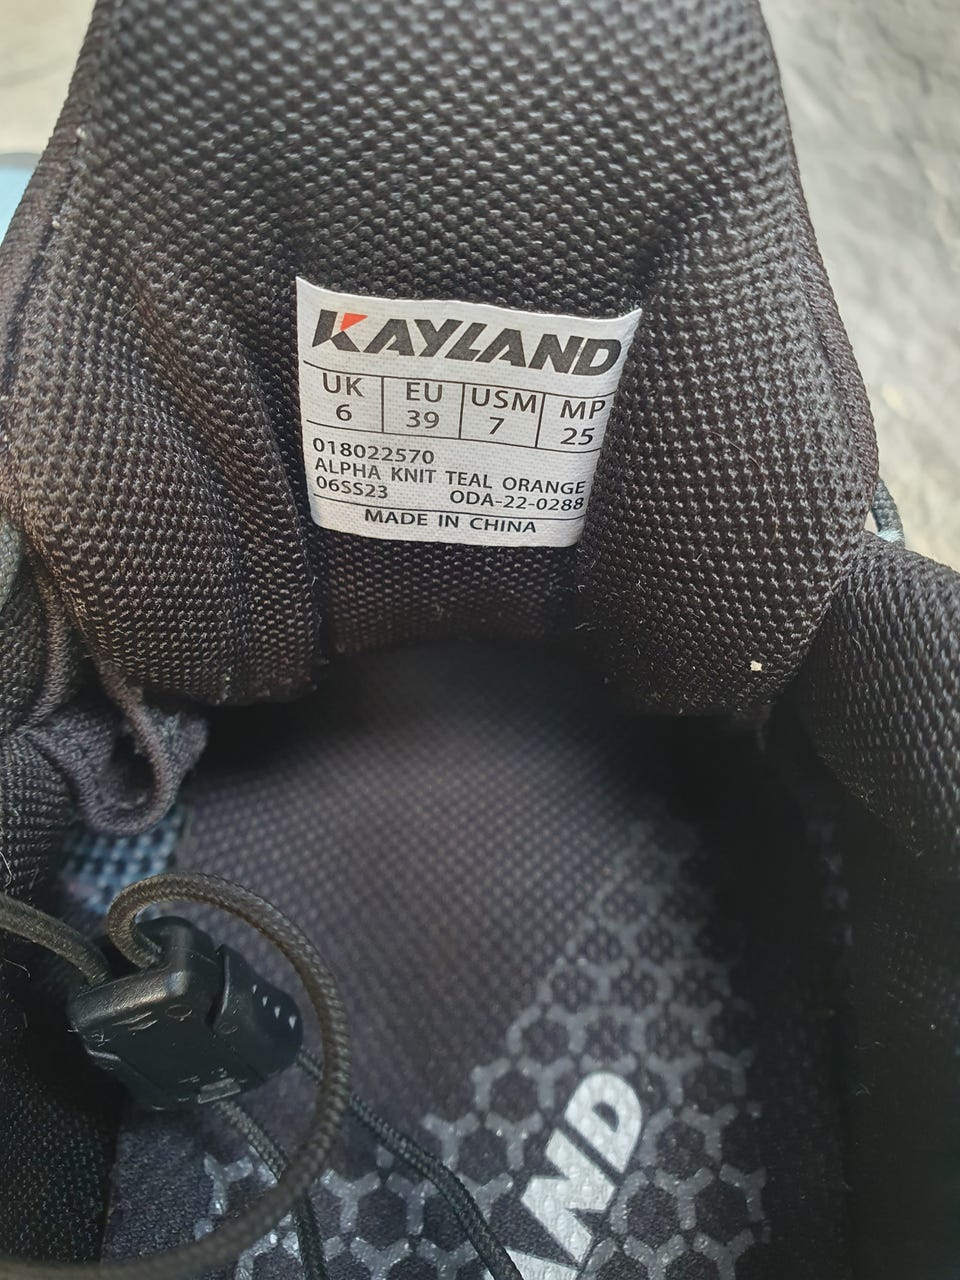 KAYLAND
UK EU USM MP
6 39 7 25
018022570
ALPHA KNIT TEAL ORANGE
06SS23 ODA-22-0288
MADE IN CHINA
ND